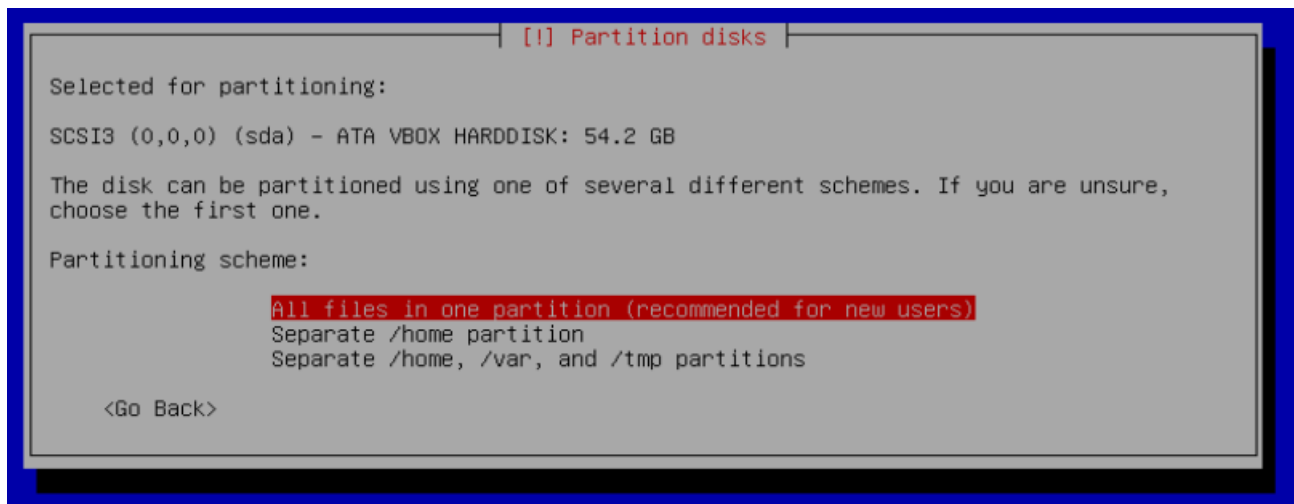 [!] Partition disks
Selected for partitioning:
SCSI3 (0,0,0) (sda) – ATA VBOX HARDDISK: 54.2 GB
The disk can be partitioned using one of several different schemes. If you are unsure,
choose the first one.
Partitioning scheme:
All files in one partition (recommended for new users)
Separate /home partition
Separate /home, /var, and /tmp partitions
<Go Back>